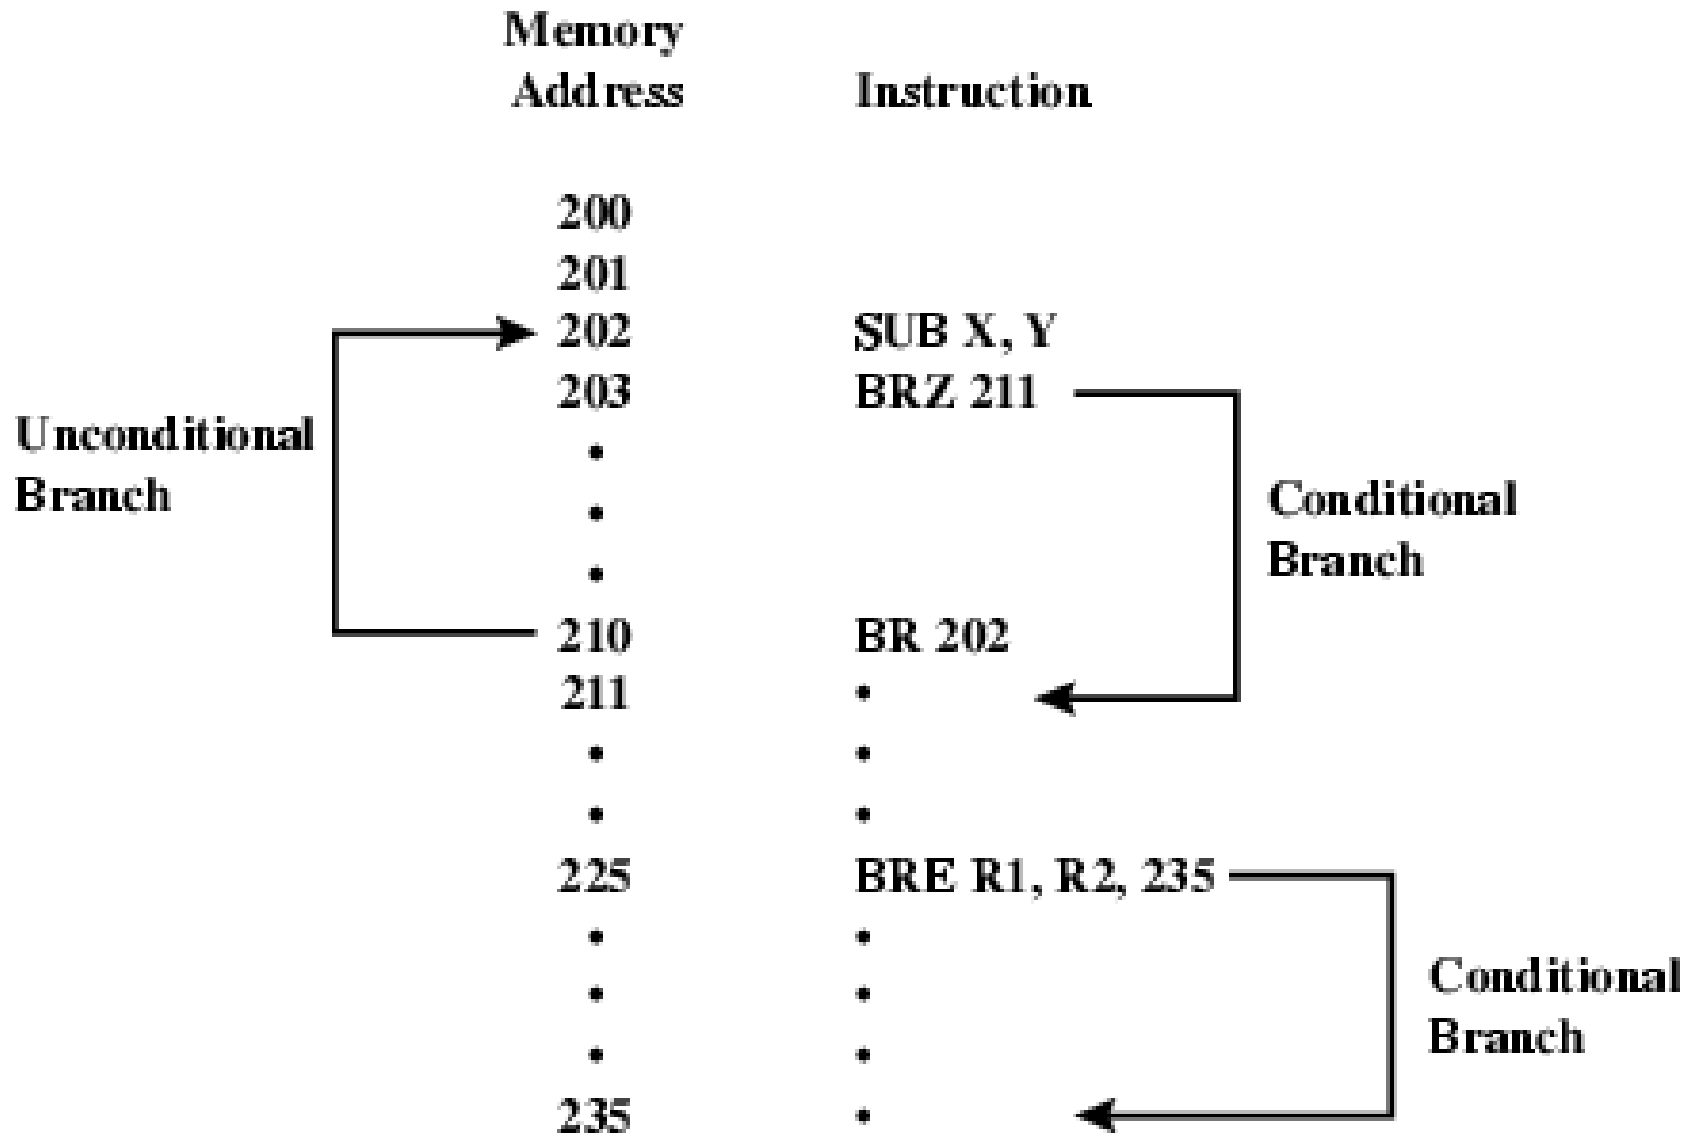 Memory
Address Instruction
200
201
202 SUB X, Y
203 BRZ 211
Unconditional
Branch
Conditional
Branch
210 BR 202
211 •
•
•
•
• •
• •
225 BRE R1, R2, 235
• •
• •
• •
Conditional
Branch
235 •